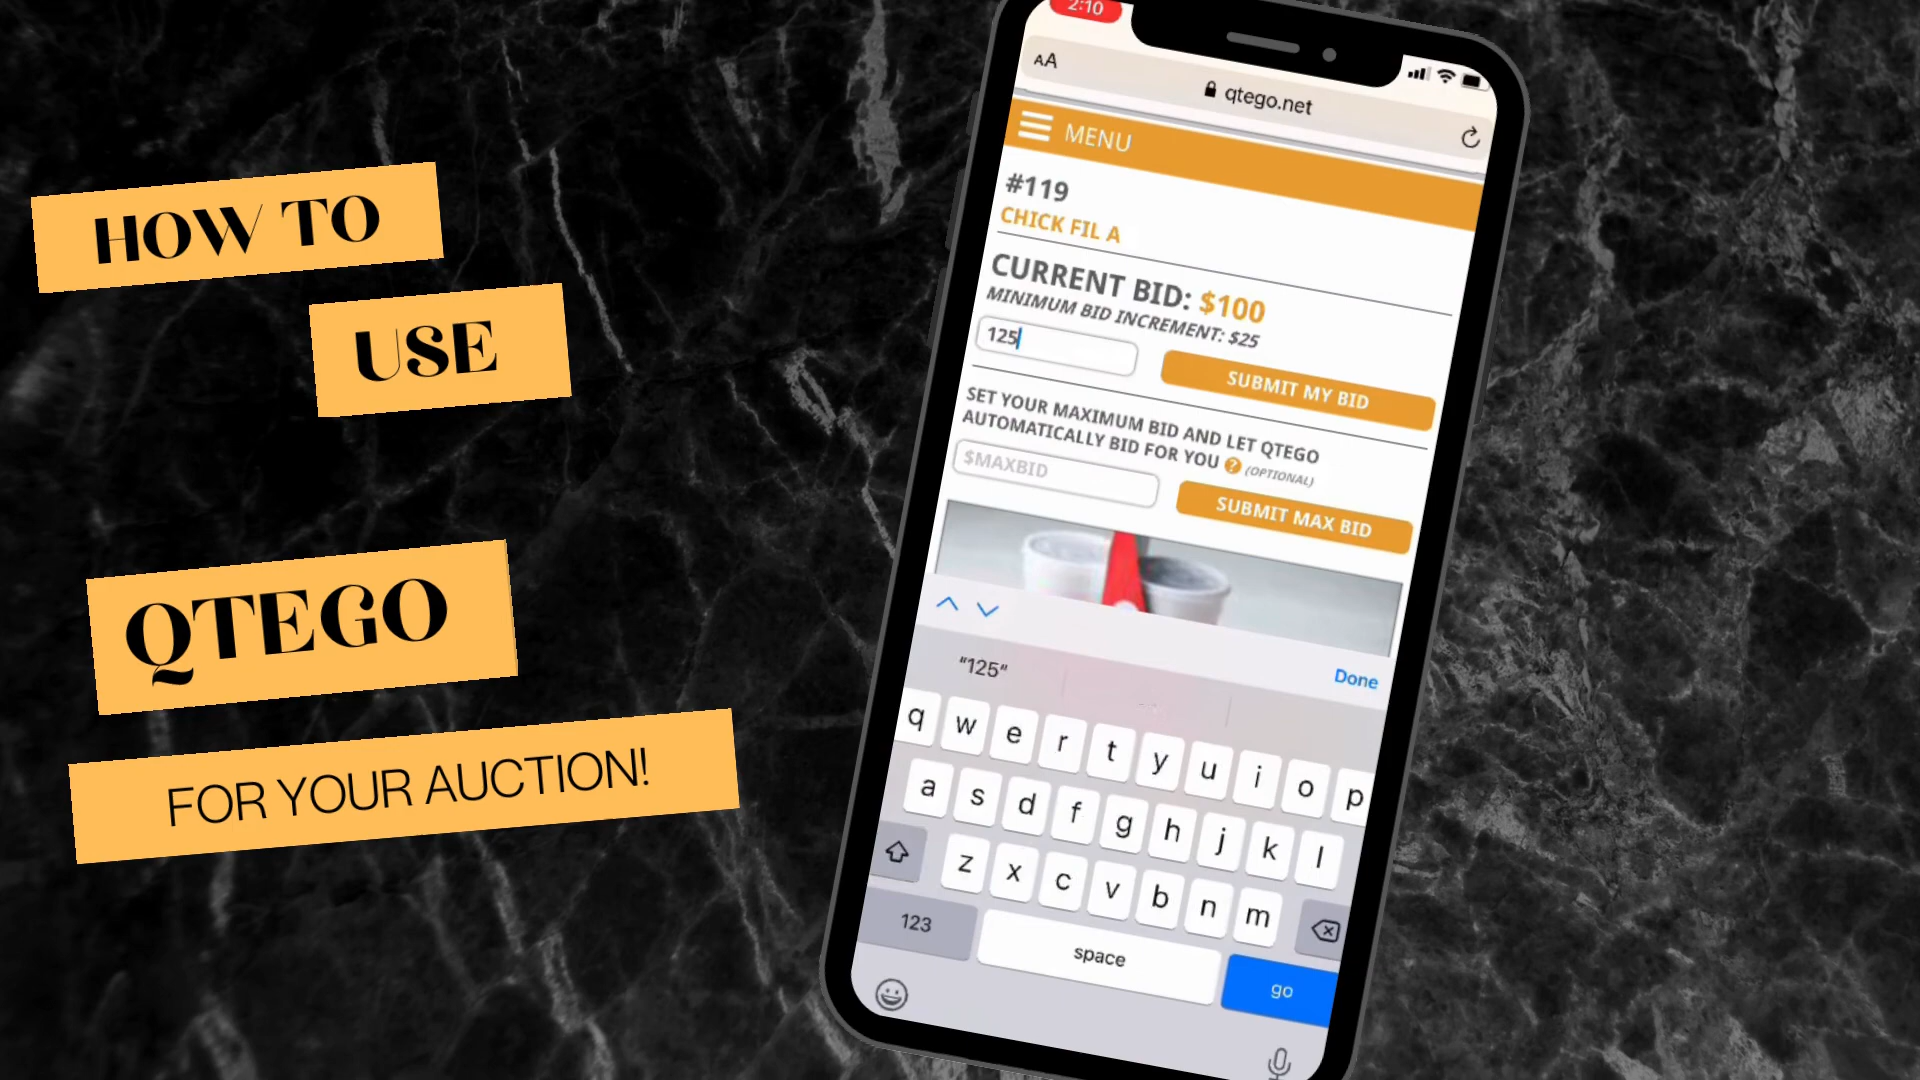 HOW TO
USE
QTEGO
FOR YOUR AUCTION!
2:10
AA
qtego.net
MENU
#119
CHICK FIL A
CURRENT BID: $100
MINIMUM BID INCREMENT: $25
125
SUBMIT MY BID
SET YOUR MAXIMUM BID AND LET QTEGO
AUTOMATICALLY BID FOR YOU ? (OPTIONAL)
$MAXBID
SUBMIT MAX BID
Done
"125"
q w e r t y u i o p
a s d f g h j k l
z x c v b n m
123 space go